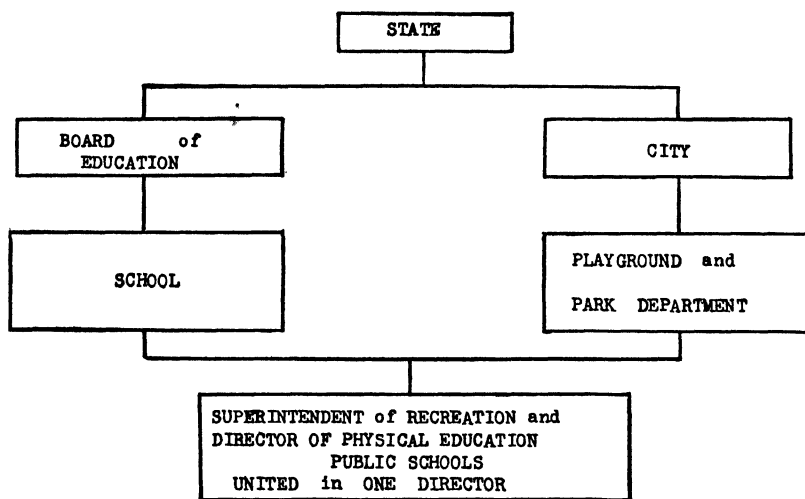 STATE
BOARD of
EDUCATION
CITY
SCHOOL
PLAYGROUND and
PARK DEPARTMENT
SUPERINTENDENT of RECREATION and
DIRECTOR OF PHYSICAL EDUCATION
PUBLIC SCHOOLS
UNITED in ONE DIRECTOR